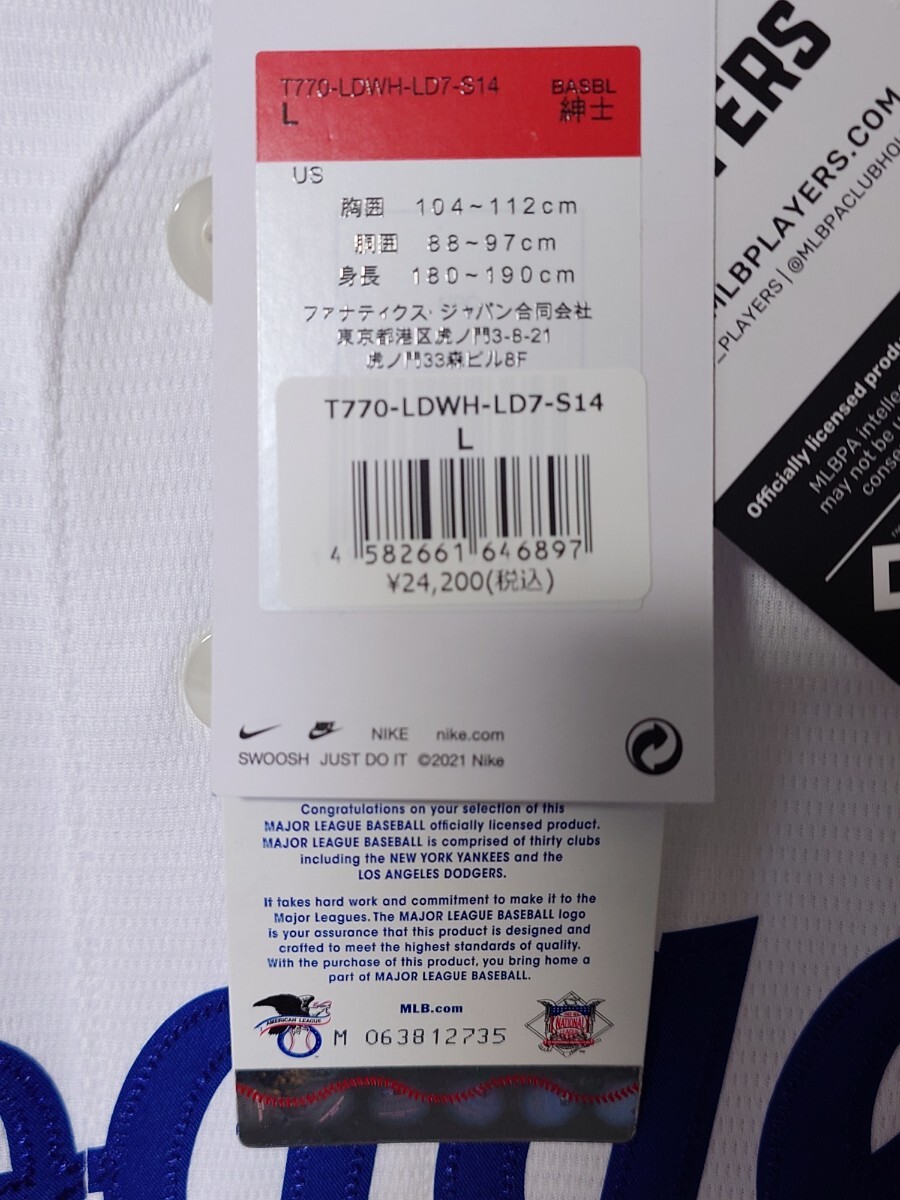 T770-LDWH-LD7-S14 BASBL
L 紳士
US
胸囲 104~112cm
胴囲 88~97cm
身長 180~190cm
ファナティクス・ジャパン合同会社
東京都港区虎ノ門3-8-21
虎ノ門33森ビル8F
T770-LDWH-LD7-S14
L
4 582661 646897
¥24,200(税込)
NIKE nike.com
SWOOSH JUST DO IT ©2021 Nike
ERS
MLBPLAYERS.COM
_PLAYERS | @MLBPACLUBHO
Officially licensed produ
MLBPA intelle
may not be u
conse
Congratulations on your selection of this
MAJOR LEAGUE BASEBALL officially licensed product.
MAJOR LEAGUE BASEBALL is comprised of thirty clubs
including the NEW YORK YANKEES and the
LOS ANGELES DODGERS.
It takes hard work and commitment to make it to the
Major Leagues. The MAJOR LEAGUE BASEBALL logo
is your assurance that this product is designed and
crafted to meet the highest standards of quality.
With the purchase of this product, you bring home a
part of MAJOR LEAGUE BASEBALL.
MLB.com
AMERICAN LEAGUE
NATIONAL LEAGUE
M 063812735